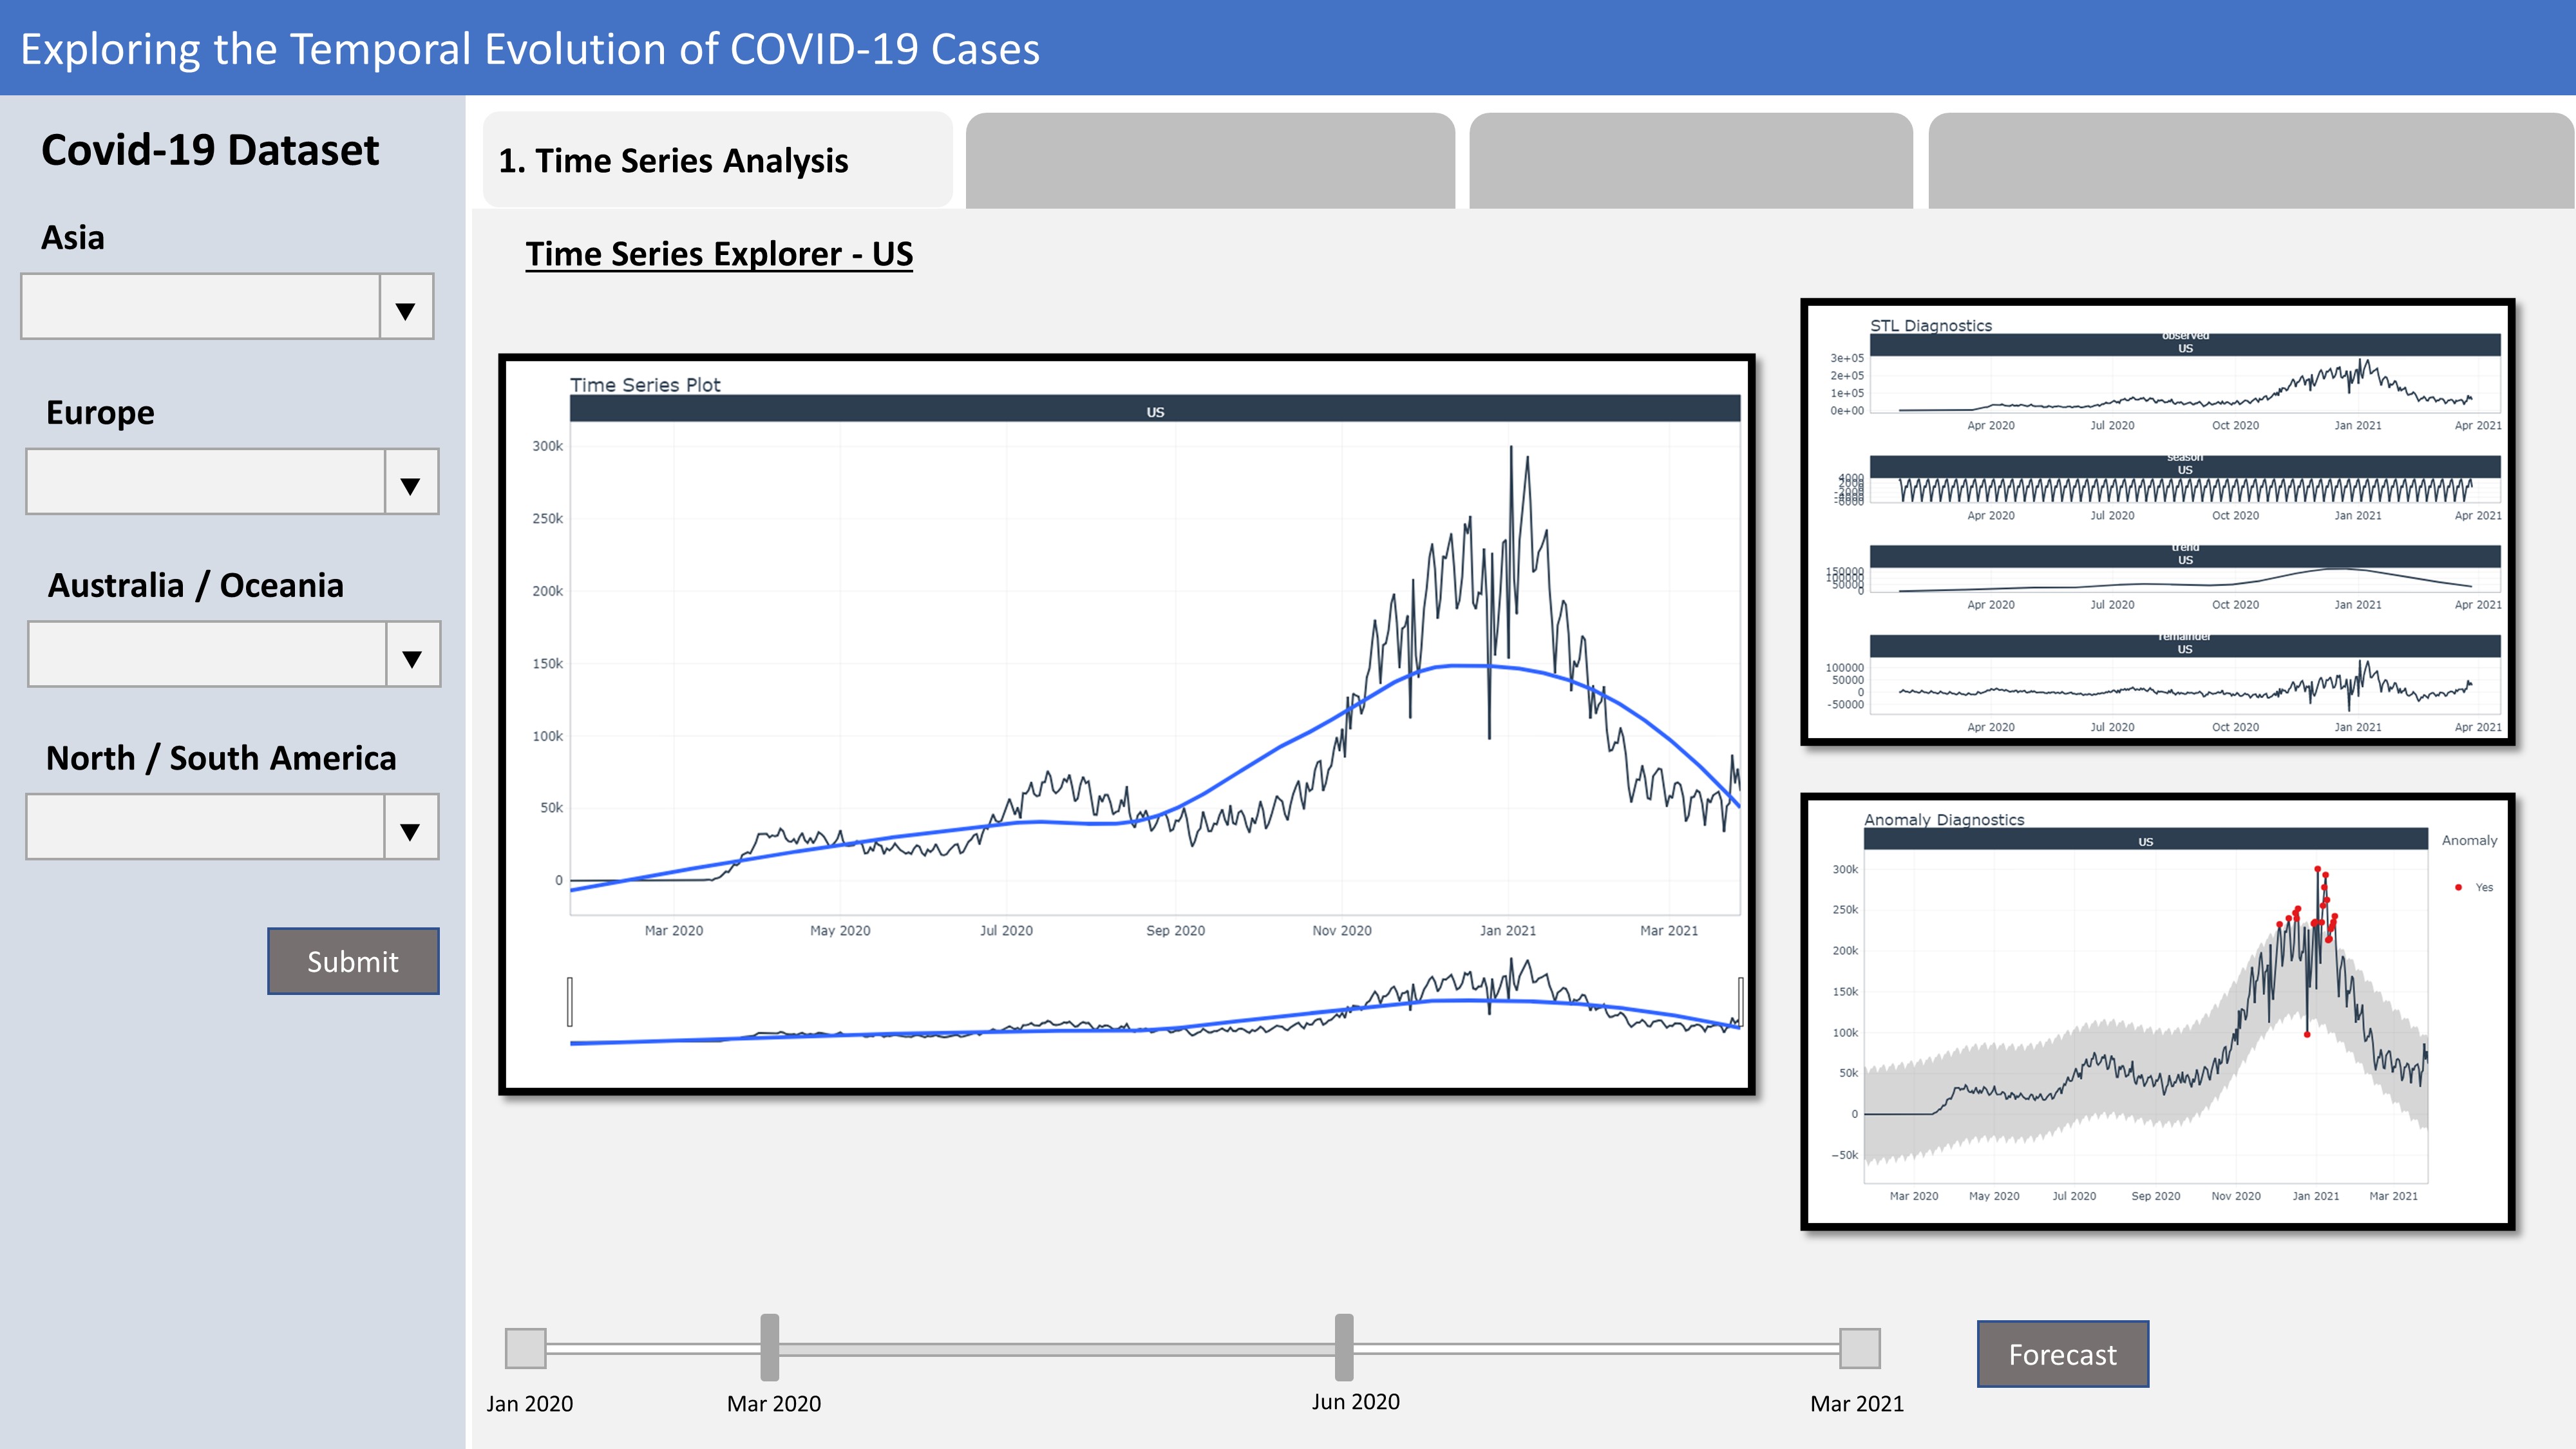 Exploring the Temporal Evolution of COVID-19 Cases
Covid-19 Dataset
Asia
▼
Europe
▼
Australia / Oceania
▼
North / South America
▼
Submit
1. Time Series Analysis
Time Series Explorer - US
Time Series Plot
US
300k
250k
200k
150k
100k
50k
0
Mar 2020 May 2020 Jul 2020 Sep 2020 Nov 2020 Jan 2021 Mar 2021
STL Diagnostics
observed
US
3e+05
2e+05
1e+05
0e+00
Apr 2020 Jul 2020 Oct 2020 Jan 2021 Apr 2021
season
US
4000
Apr 2020 Jul 2020 Oct 2020 Jan 2021 Apr 2021
trend
US
150000
100000
50000
0
Apr 2020 Jul 2020 Oct 2020 Jan 2021 Apr 2021
remainder
US
100000
50000
0
-50000
Apr 2020 Jul 2020 Oct 2020 Jan 2021 Apr 2021
Anomaly Diagnostics
US
Anomaly
Yes
300k
250k
200k
150k
100k
50k
0
−50k
Mar 2020 May 2020 Jul 2020 Sep 2020 Nov 2020 Jan 2021 Mar 2021
Jan 2020 Mar 2020 Jun 2020 Mar 2021
Forecast